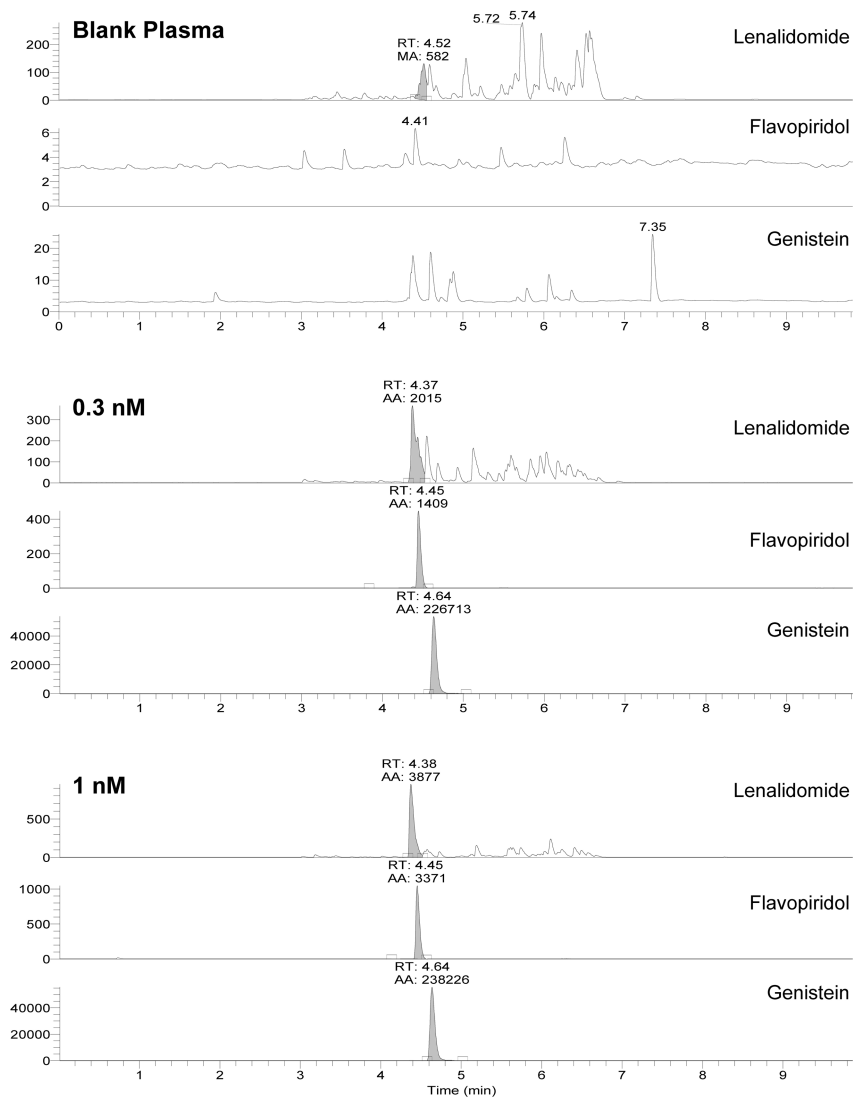 Blank Plasma
Lenalidomide
5.72 5.74
RT: 4.52
MA: 582
200
100
0
Flavopiridol
4.41
6
4
2
0
Genistein
7.35
20
10
0
0 1 2 3 4 5 6 7 8 9
0.3 nM
Lenalidomide
RT: 4.37
AA: 2015
300
200
100
0
Flavopiridol
RT: 4.45
AA: 1409
400
200
0
Genistein
RT: 4.64
AA: 226713
40000
20000
0
1 2 3 4 5 6 7 8 9
1 nM
Lenalidomide
RT: 4.38
AA: 3877
500
0
Flavopiridol
RT: 4.45
AA: 3371
1000
500
0
Genistein
RT: 4.64
AA: 238226
40000
20000
0
1 2 3 4 5 6 7 8 9
Time (min)